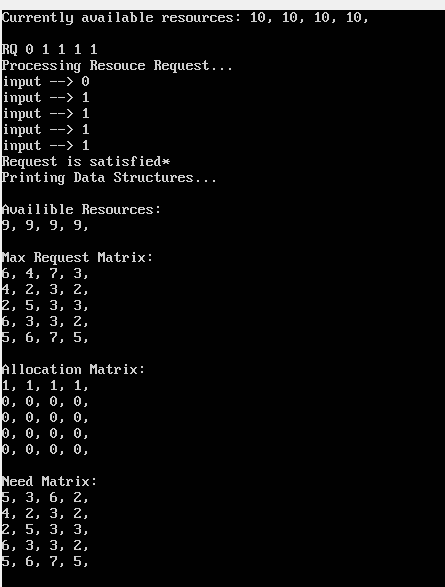 Currently available resources: 10, 10, 10, 10,
RQ 0 1 1 1 1
Processing Resouce Request...
input --> 0
input --> 1
input --> 1
input --> 1
input --> 1
Request is satisfied*
Printing Data Structures...
Availible Resources:
9, 9, 9, 9,
Max Request Matrix:
6, 4, 7, 3,
4, 2, 3, 2,
2, 5, 3, 3,
6, 3, 3, 2,
5, 6, 7, 5,
Allocation Matrix:
1, 1, 1, 1,
0, 0, 0, 0,
0, 0, 0, 0,
0, 0, 0, 0,
0, 0, 0, 0,
Need Matrix:
5, 3, 6, 2,
4, 2, 3, 2,
2, 5, 3, 3,
6, 3, 3, 2,
5, 6, 7, 5,